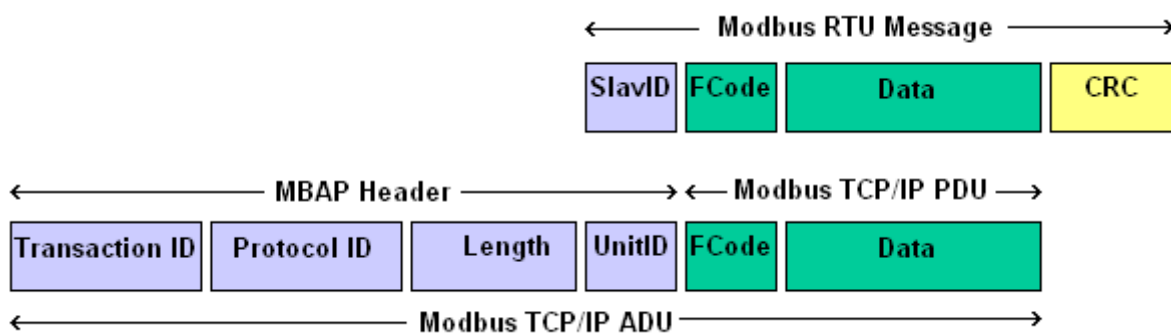 Modbus RTU Message
SlavID FCode Data CRC
MBAP Header Modbus TCP/IP PDU
Transaction ID Protocol ID Length UnitID FCode Data
Modbus TCP/IP ADU